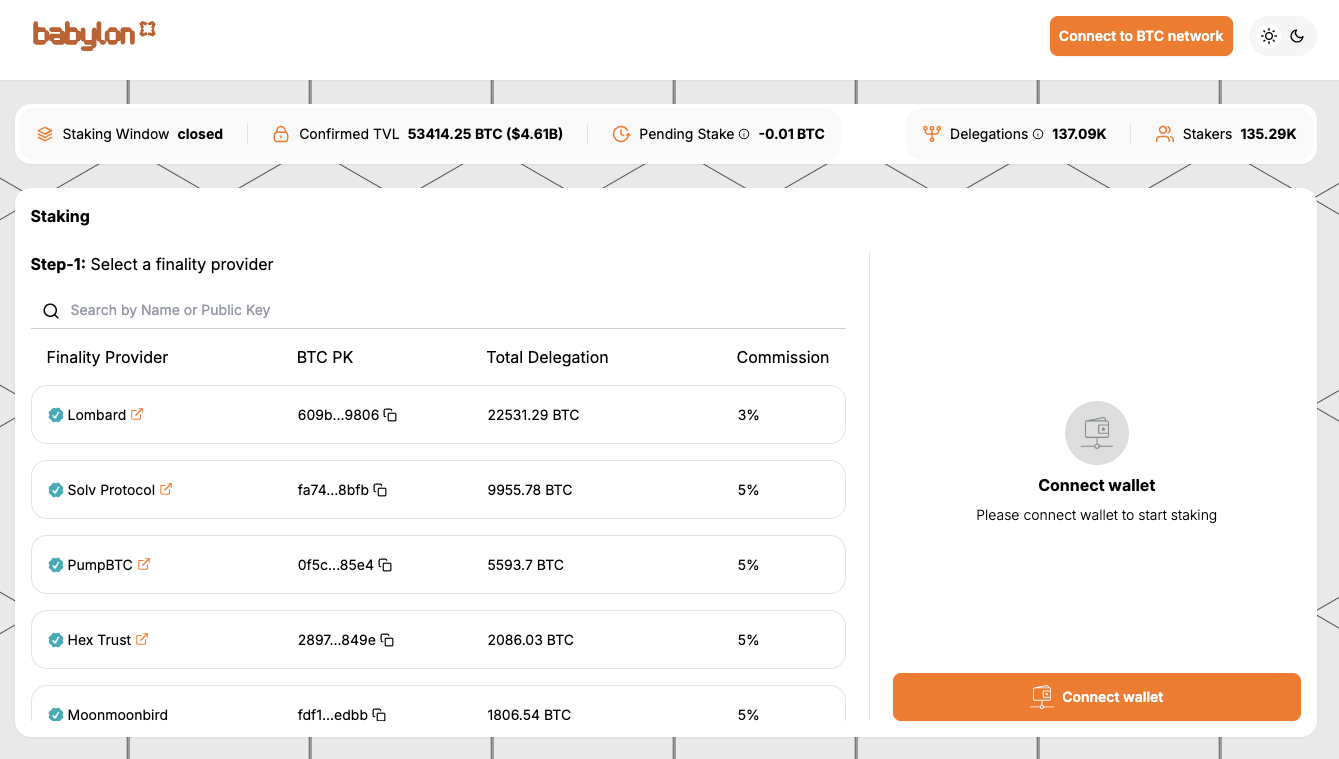 babylon
Connect to BTC network
Staking Window closed
Confirmed TVL 53414.25 BTC ($4.61B)
Pending Stake -0.01 BTC
Delegations 137.09K
Stakers 135.29K
Staking
Step-1: Select a finality provider
Search by Name or Public Key
Finality Provider BTC PK Total Delegation Commission
Lombard 609b...9806 22531.29 BTC 3%
Solv Protocol fa74...8bfb 9955.78 BTC 5%
PumpBTC 0f5c...85e4 5593.7 BTC 5%
Hex Trust 2897...849e 2086.03 BTC 5%
Moonmoonbird fdf1...edbb 1806.54 BTC 5%
Connect wallet
Please connect wallet to start staking
Connect wallet